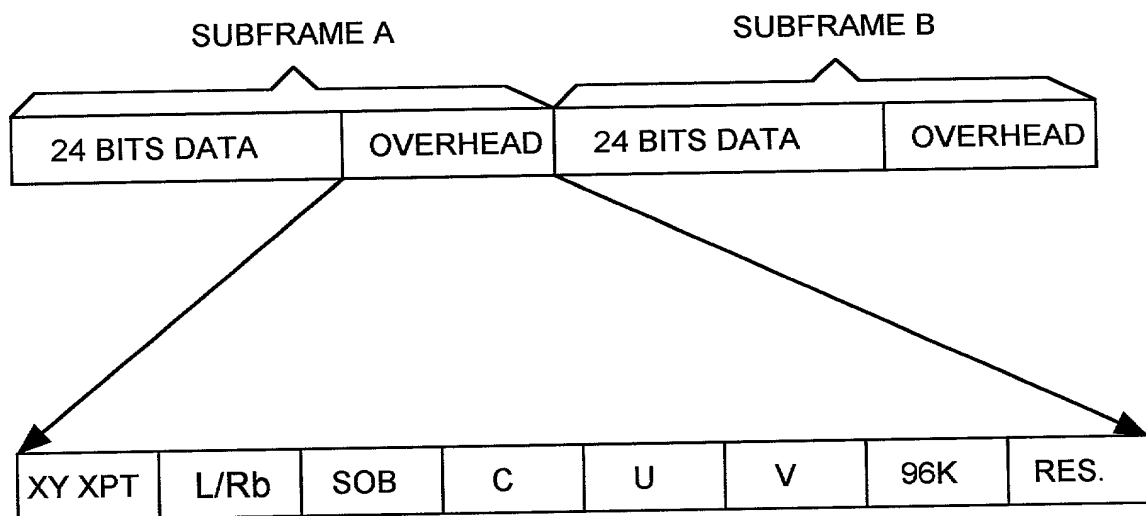 SUBFRAME A SUBFRAME B
24 BITS DATA OVERHEAD 24 BITS DATA OVERHEAD
XY XPT L/Rb SOB C U V 96K RES.